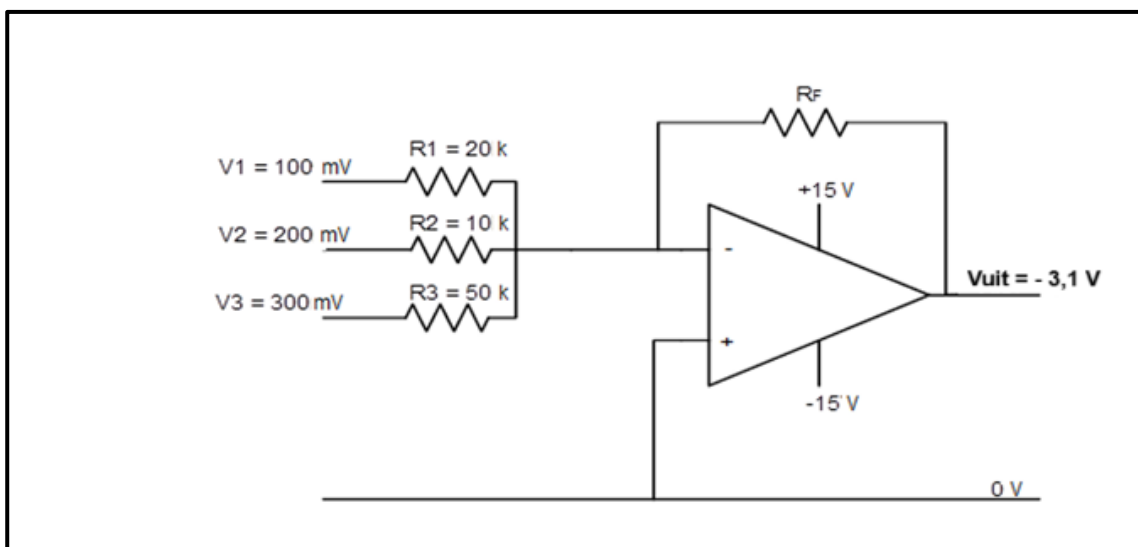 RF
R1 = 20 k
V1 = 100 mV
+15 V
R2 = 10 k
V2 = 200 mV
-
Vuit = - 3,1 V
R3 = 50 k
V3 = 300 mV
+
-15 V
0 V